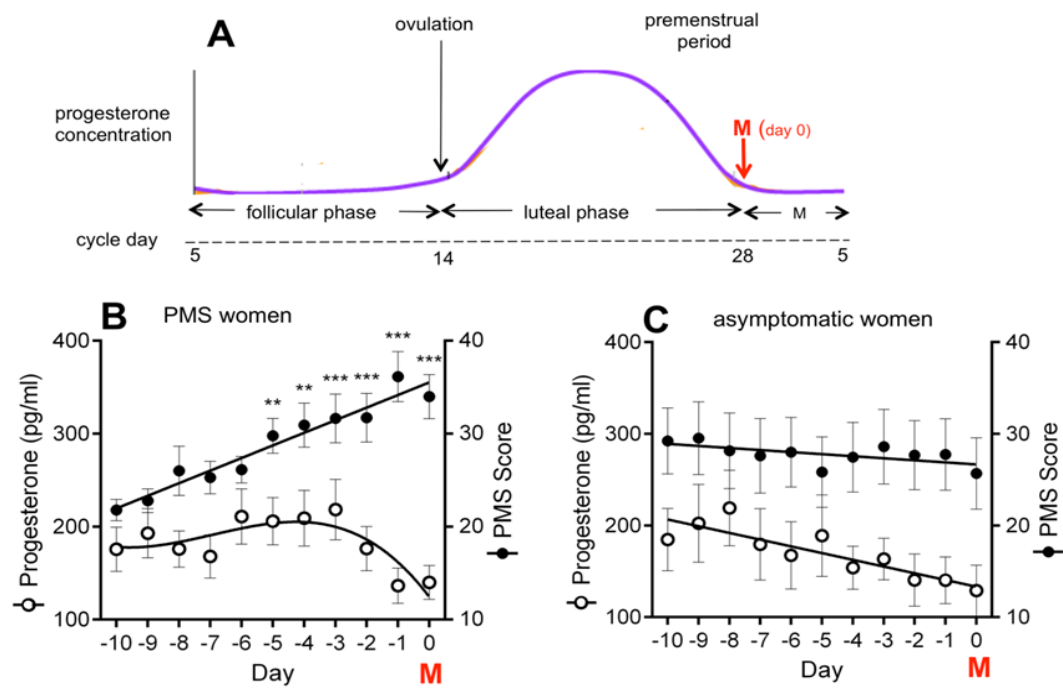 A
ovulation
premenstrual
period
progesterone
concentration
M (day 0)
follicular phase
luteal phase
M
cycle day
5
14
28
5
B
PMS women
400
300
200
100
Progesterone (pg/ml)
40
30
20
10
PMS Score
**
**
***
***
***
***
-10 -9 -8 -7 -6 -5 -4 -3 -2 -1 0
Day
M
C
asymptomatic women
400
300
200
100
Progesterone (pg/ml)
40
30
20
10
PMS Score
-10 -9 -8 -7 -6 -5 -4 -3 -2 -1 0
Day
M